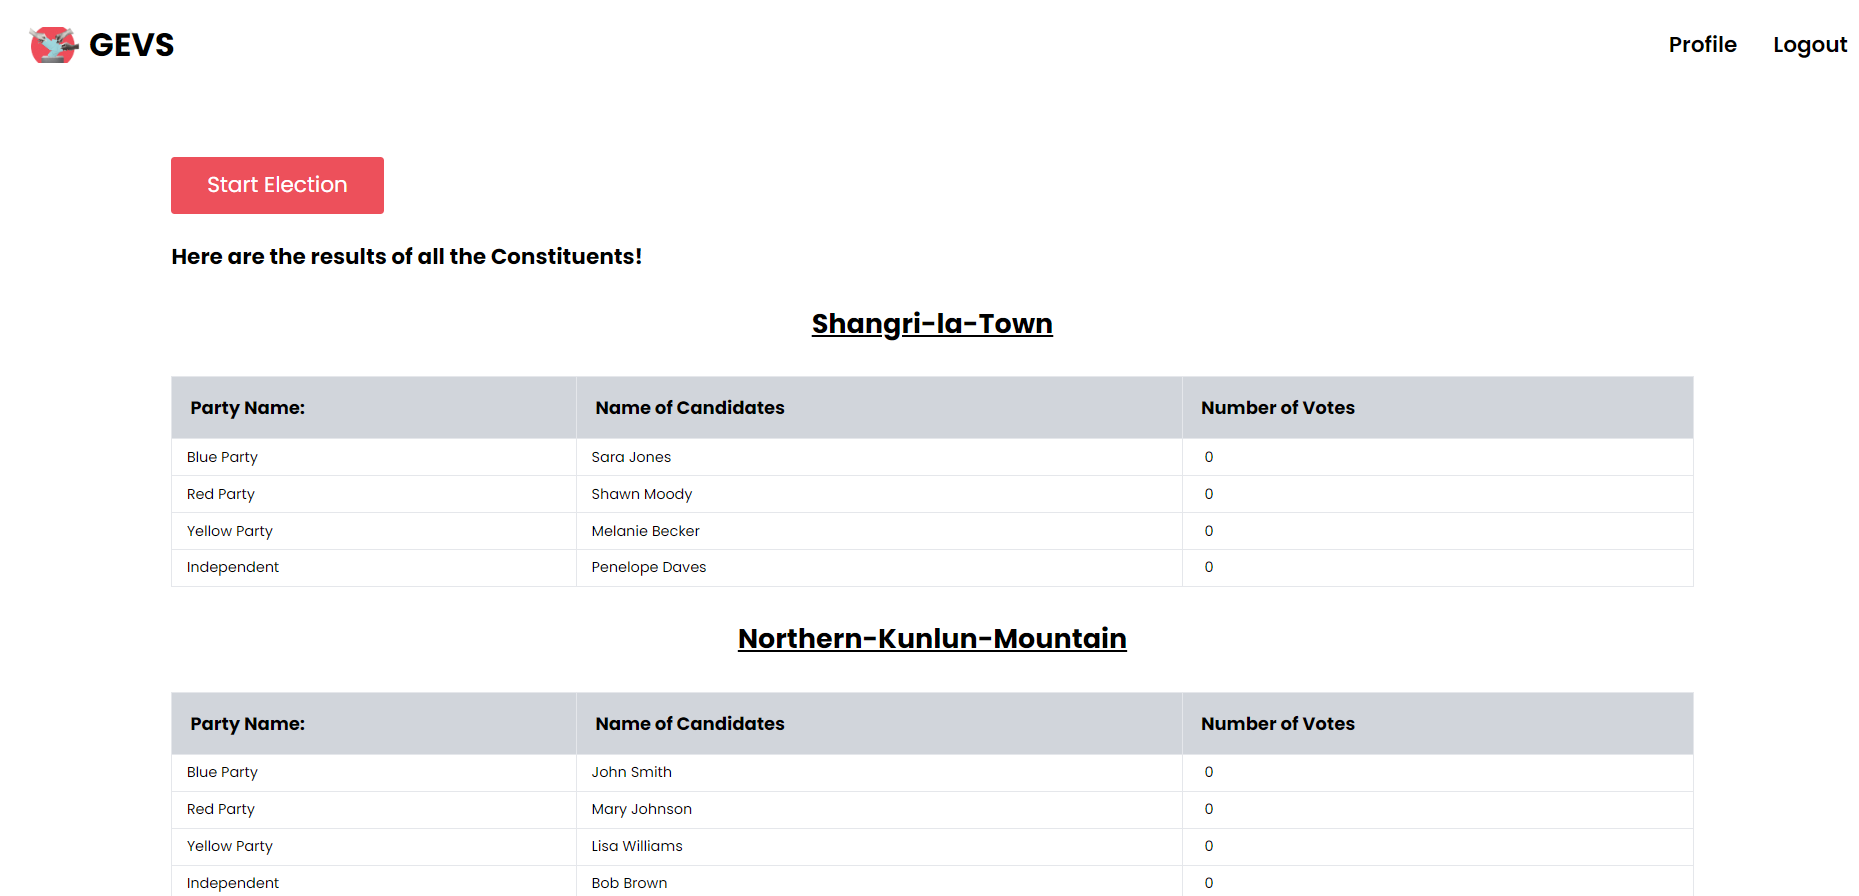 GEVS Profile Logout
Start Election
Here are the results of all the Constituents!
Shangri-la-Town
Party Name: Name of Candidates Number of Votes
Blue Party Sara Jones 0
Red Party Shawn Moody 0
Yellow Party Melanie Becker 0
Independent Penelope Daves 0
Northern-Kunlun-Mountain
Party Name: Name of Candidates Number of Votes
Blue Party John Smith 0
Red Party Mary Johnson 0
Yellow Party Lisa Williams 0
Independent Bob Brown 0